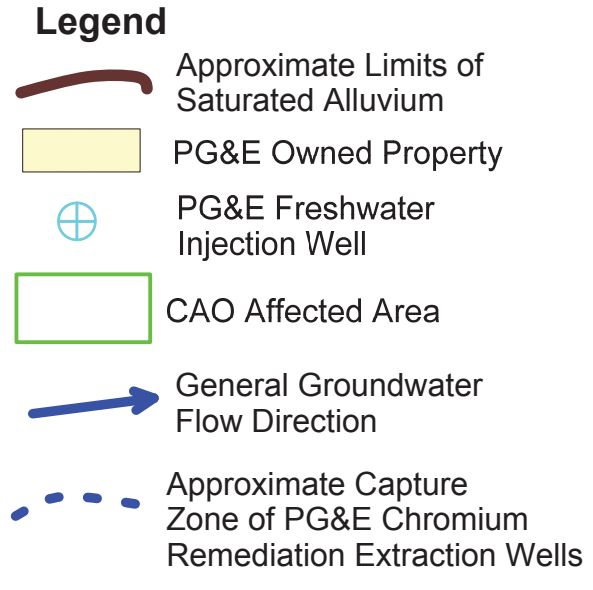 Legend
Approximate Limits of
Saturated Alluvium
PG&E Owned Property
PG&E Freshwater
Injection Well
CAO Affected Area
General Groundwater
Flow Direction
Approximate Capture
Zone of PG&E Chromium
Remediation Extraction Wells